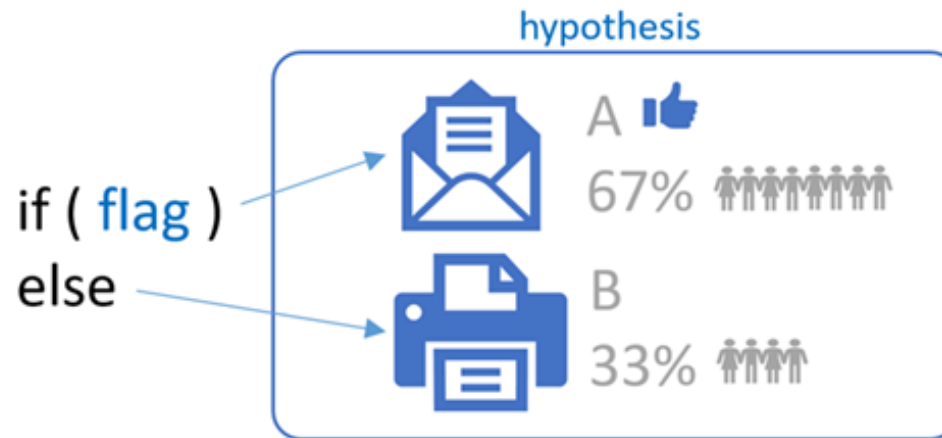 hypothesis
A
67%
if ( flag )
else
B
33%